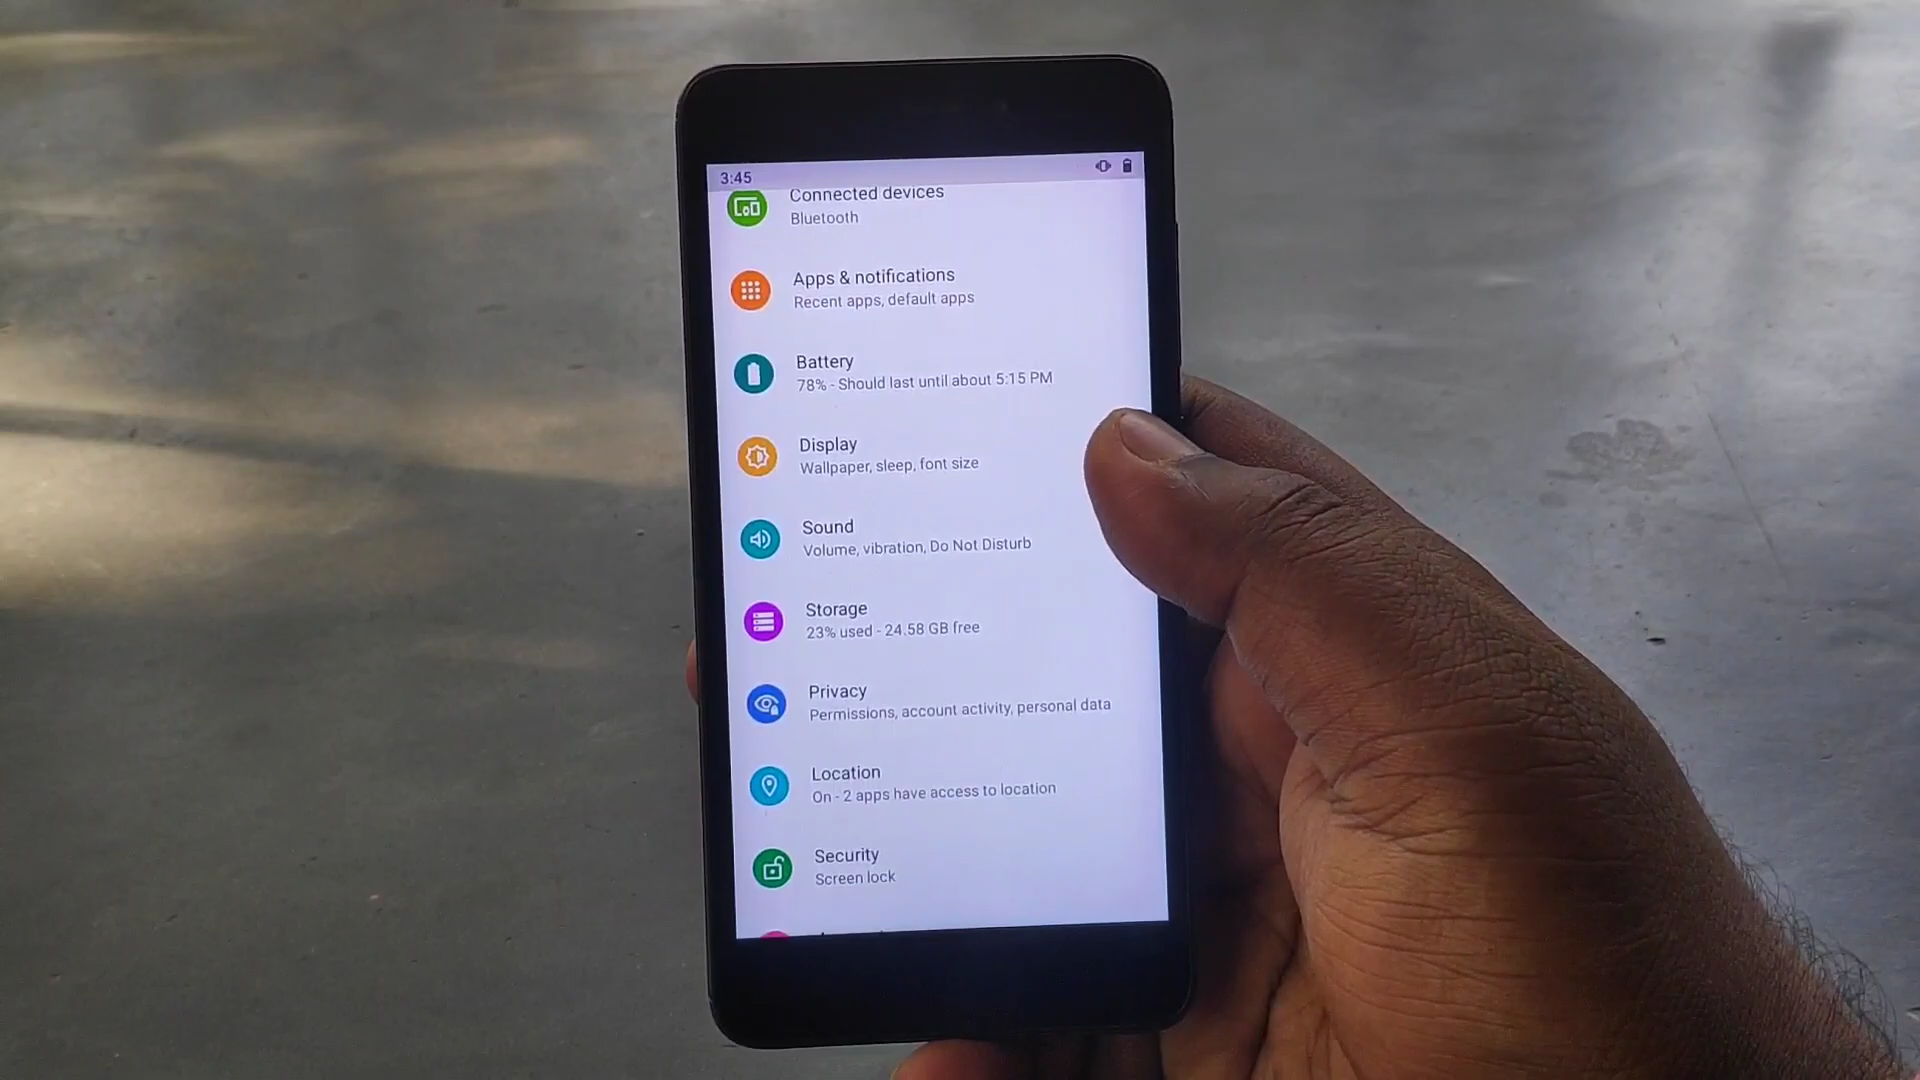 3:45
Connected devices
Bluetooth
Apps & notifications
Recent apps, default apps
Battery
78% - Should last until about 5:15 PM
Display
Wallpaper, sleep, font size
Sound
Volume, vibration, Do Not Disturb
Storage
23% used - 24.58 GB free
Privacy
Permissions, account activity, personal data
Location
On - 2 apps have access to location
Security
Screen lock